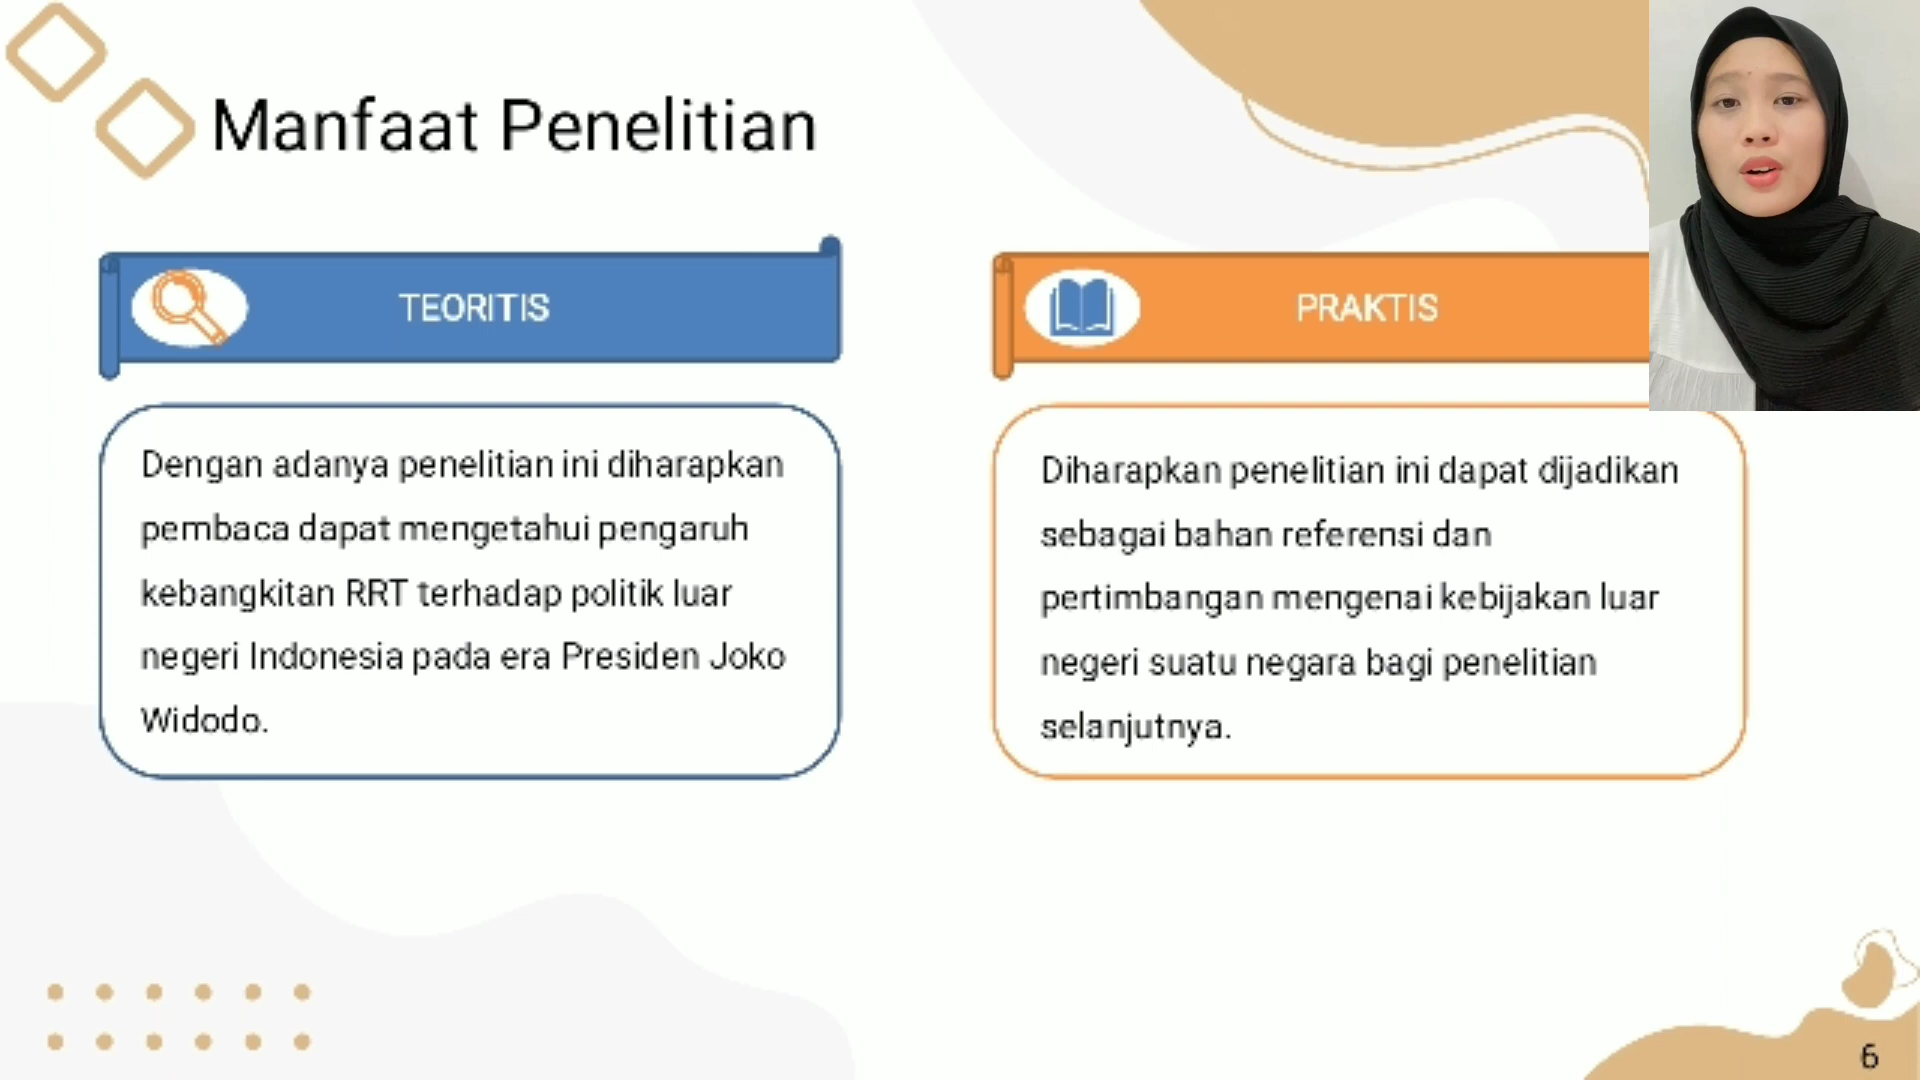 Manfaat Penelitian
TEORITIS
Dengan adanya penelitian ini diharapkan
pembaca dapat mengetahui pengaruh
kebangkitan RRT terhadap politik luar
negeri Indonesia pada era Presiden Joko
Widodo.
PRAKTIS
Diharapkan penelitian ini dapat dijadikan
sebagai bahan referensi dan
pertimbangan mengenai kebijakan luar
negeri suatu negara bagi penelitian
selanjutnya.
6